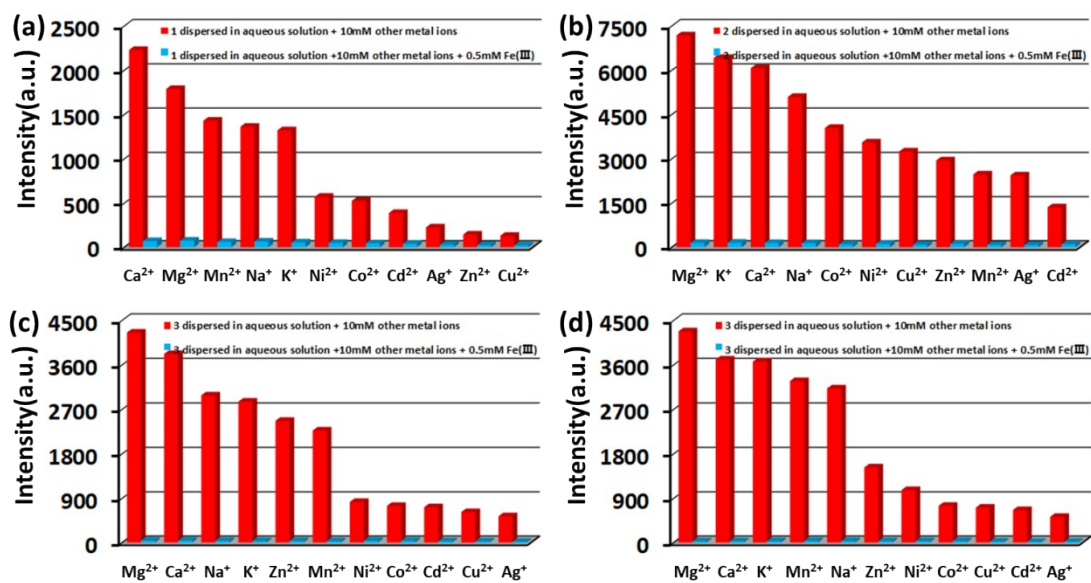 (a)
Intensity(a.u.)
2500
2000
1500
1000
500
0
1 dispersed in aqueous solution + 10mM other metal ions
1 dispersed in aqueous solution +10mM other metal ions + 0.5mM Fe(Ⅲ)
Ca²⁺ Mg²⁺ Mn²⁺ Na⁺ K⁺ Ni²⁺ Co²⁺ Cd²⁺ Ag⁺ Zn²⁺ Cu²⁺
(b)
Intensity(a.u.)
7500
6000
4500
3000
1500
0
2 dispersed in aqueous solution + 10mM other metal ions
2 dispersed in aqueous solution +10mM other metal ions + 0.5mM Fe(Ⅲ)
Mg²⁺ K⁺ Ca²⁺ Na⁺ Co²⁺ Ni²⁺ Cu²⁺ Zn²⁺ Mn²⁺ Ag⁺ Cd²⁺
(c)
Intensity(a.u.)
4500
3600
2700
1800
900
0
3 dispersed in aqueous solution + 10mM other metal ions
3 dispersed in aqueous solution +10mM other metal ions + 0.5mM Fe(Ⅲ)
Mg²⁺ Ca²⁺ Na⁺ K⁺ Zn²⁺ Mn²⁺ Ni²⁺ Co²⁺ Cd²⁺ Cu²⁺ Ag⁺
(d)
Intensity(a.u.)
4500
3600
2700
1800
900
0
3 dispersed in aqueous solution + 10mM other metal ions
3 dispersed in aqueous solution +10mM other metal ions + 0.5mM Fe(Ⅲ)
Mg²⁺ Ca²⁺ K⁺ Mn²⁺ Na⁺ Zn²⁺ Ni²⁺ Co²⁺ Cu²⁺ Cd²⁺ Ag⁺